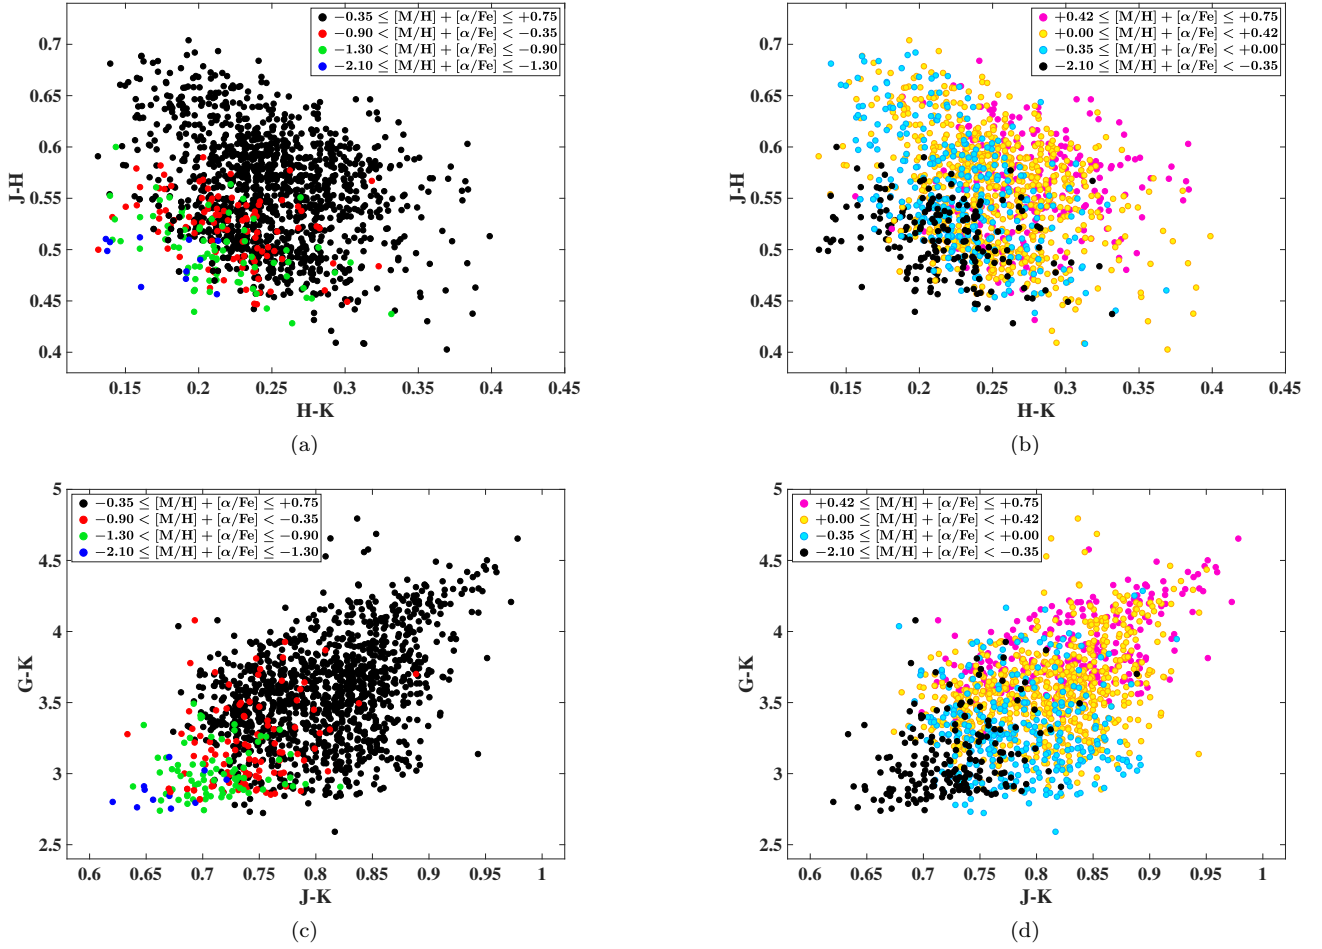 −0.35 ≤ [M/H] + [α/Fe] ≤ +0.75
−0.90 < [M/H] + [α/Fe] < −0.35
−1.30 < [M/H] + [α/Fe] ≤ −0.90
−2.10 ≤ [M/H] + [α/Fe] ≤ −1.30
0.7
0.65
0.6
0.55
0.5
0.45
0.4
J-H
0.15
0.2
0.25
0.3
0.35
0.4
0.45
H-K
(a)
+0.42 ≤ [M/H] + [α/Fe] ≤ +0.75
+0.00 ≤ [M/H] + [α/Fe] < +0.42
−0.35 ≤ [M/H] + [α/Fe] < +0.00
−2.10 ≤ [M/H] + [α/Fe] < −0.35
0.7
0.65
0.6
0.55
0.5
0.45
0.4
J-H
0.15
0.2
0.25
0.3
0.35
0.4
0.45
H-K
(b)
−0.35 ≤ [M/H] + [α/Fe] ≤ +0.75
−0.90 < [M/H] + [α/Fe] < −0.35
−1.30 < [M/H] + [α/Fe] ≤ −0.90
−2.10 ≤ [M/H] + [α/Fe] ≤ −1.30
5
4.5
4
3.5
3
2.5
G-K
0.6
0.65
0.7
0.75
0.8
0.85
0.9
0.95
1
J-K
(c)
+0.42 ≤ [M/H] + [α/Fe] ≤ +0.75
+0.00 ≤ [M/H] + [α/Fe] < +0.42
−0.35 ≤ [M/H] + [α/Fe] < +0.00
−2.10 ≤ [M/H] + [α/Fe] < −0.35
5
4.5
4
3.5
3
2.5
G-K
0.6
0.65
0.7
0.75
0.8
0.85
0.9
0.95
1
J-K
(d)